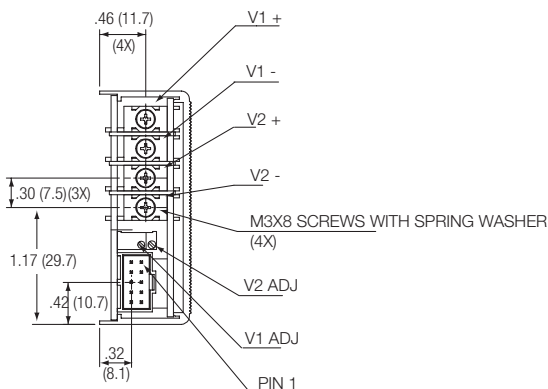 .46 (11.7)
(4X)
V1 +
V1 -
V2 +
V2 -
.30 (7.5)(3X)
M3X8 SCREWS WITH SPRING WASHER
(4X)
1.17 (29.7)
.42 (10.7)
V2 ADJ
V1 ADJ
.32
(8.1)
PIN 1